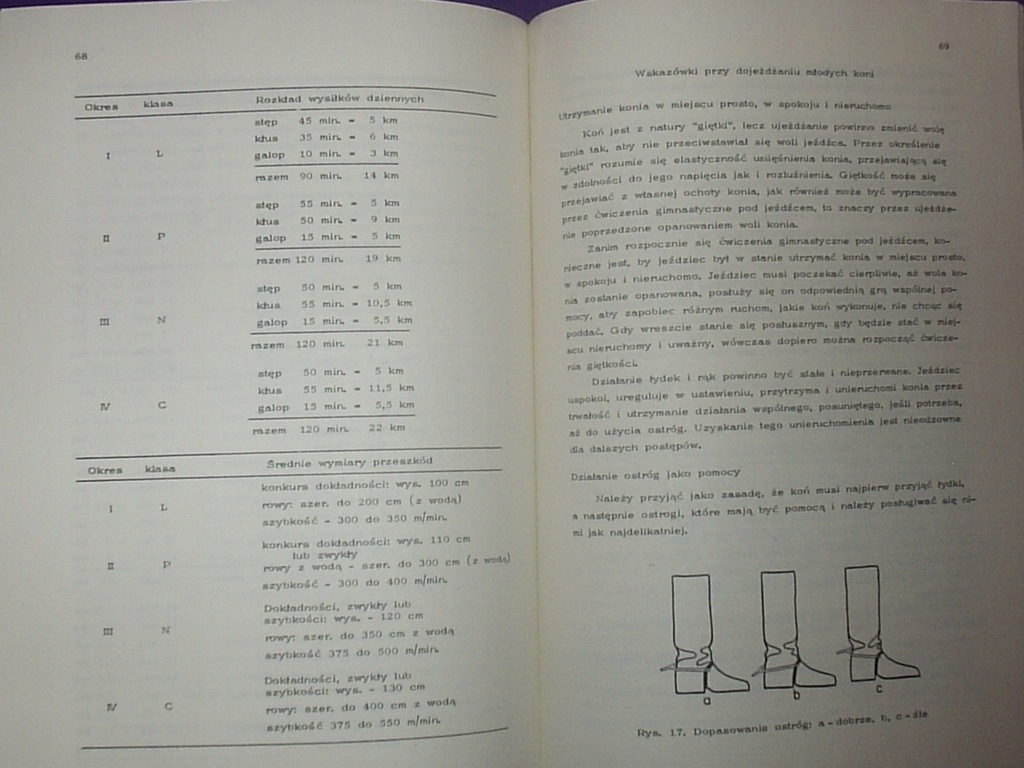 68
Okres klasa Rozkład wysiłków dziennych
stęp 45 min. - 5 km
kłus 35 min. - 6 km
I L galop 10 min. - 3 km
razem 90 min. 14 km
stęp 55 min. - 5 km
kłus 50 min. - 9 km
II P galop 15 min. - 5 km
razem 120 min. 19 km
stęp 50 min. - 5 km
kłus 55 min. - 10,5 km
III N galop 15 min. - 5,5 km
razem 120 min. 21 km
stęp 50 min. - 5 km
kłus 55 min. - 11,5 km
IV C galop 15 min. - 5,5 km
razem 120 min. 22 km
Okres klasa Średnie wymiary przeszkód
konkurs dokładności: wys. 100 cm
I L rowy: szer. do 200 cm (z wodą)
szybkość - 300 do 350 m/min.
konkurs dokładności: wys. 110 cm
lub zwykły
II P rowy z wodą - szer. do 300 cm (z wodą)
szybkość - 300 do 400 m/min.
Dokładności, zwykły lub
szybkości: wys. - 120 cm
III N rowy: szer. do 350 cm z wodą
szybkość 375 do 500 m/min.
Dokładności, zwykły lub
szybkości: wys. - 130 cm
IV C rowy: szer. do 400 cm z wodą
szybkość 375 do 550 m/min.
69
Wskazówki przy dojeżdżaniu młodych koni
Utrzymanie konia w miejscu prosto, w spokoju i nieruchomo
Koń jest z natury "giętki", lecz ujeżdżanie powinno zmienić wolę
konia tak, aby nie przeciwstawiał się woli jeźdźca. Przez określenie
"giętki" rozumie się elastyczność umięśnienia konia, przejawiającą się
w zdolności do jego napięcia jak i rozluźnienia. Giętkość może się
przejawiać z własnej ochoty konia, jak również może być wypracowana
przez ćwiczenia gimnastyczne pod jeźdźcem, to znaczy przez ujeżdże-
nie poprzedzone opanowaniem woli konia.
Zanim rozpocznie się ćwiczenia gimnastyczne pod jeźdźcem, ko-
nieczne jest, by jeździec był w stanie utrzymać konia w miejscu prosto,
w spokoju i nieruchomo. Jeździec musi poczekać cierpliwie, aż wola ko-
nia zostanie opanowana, posłuży się on odpowiednią grą wspólnej po-
mocy, aby zapobiec różnym ruchom, jakie koń wykonuje, nie chcąc się
poddać. Gdy wreszcie stanie się posłusznym, gdy będzie stać w miej-
scu nieruchomy i uważny, wówczas dopiero można rozpocząć ćwicze-
nia giętkości.
Działanie łydek i rąk powinno być stałe i nieprzerwane. Jeździec
uspokoi, ureguluje w ustawieniu, przytrzyma i unieruchomi konia przez
trwałość i utrzymanie działania wspólnego, posuniętego, jeśli potrzeba,
aż do użycia ostróg. Uzyskanie tego unieruchomienia jest nieodzowne
dla dalszych postępów.
Działanie ostróg jako pomocy
Należy przyjąć jako zasadę, że koń musi najpierw przyjąć łydki,
a następnie ostrogi, które mają być pomocą i należy posługiwać się ni-
mi jak najdelikatniej.
a b c
Rys. 17. Dopasowanie ostróg: a - dobrze, b, c - źle